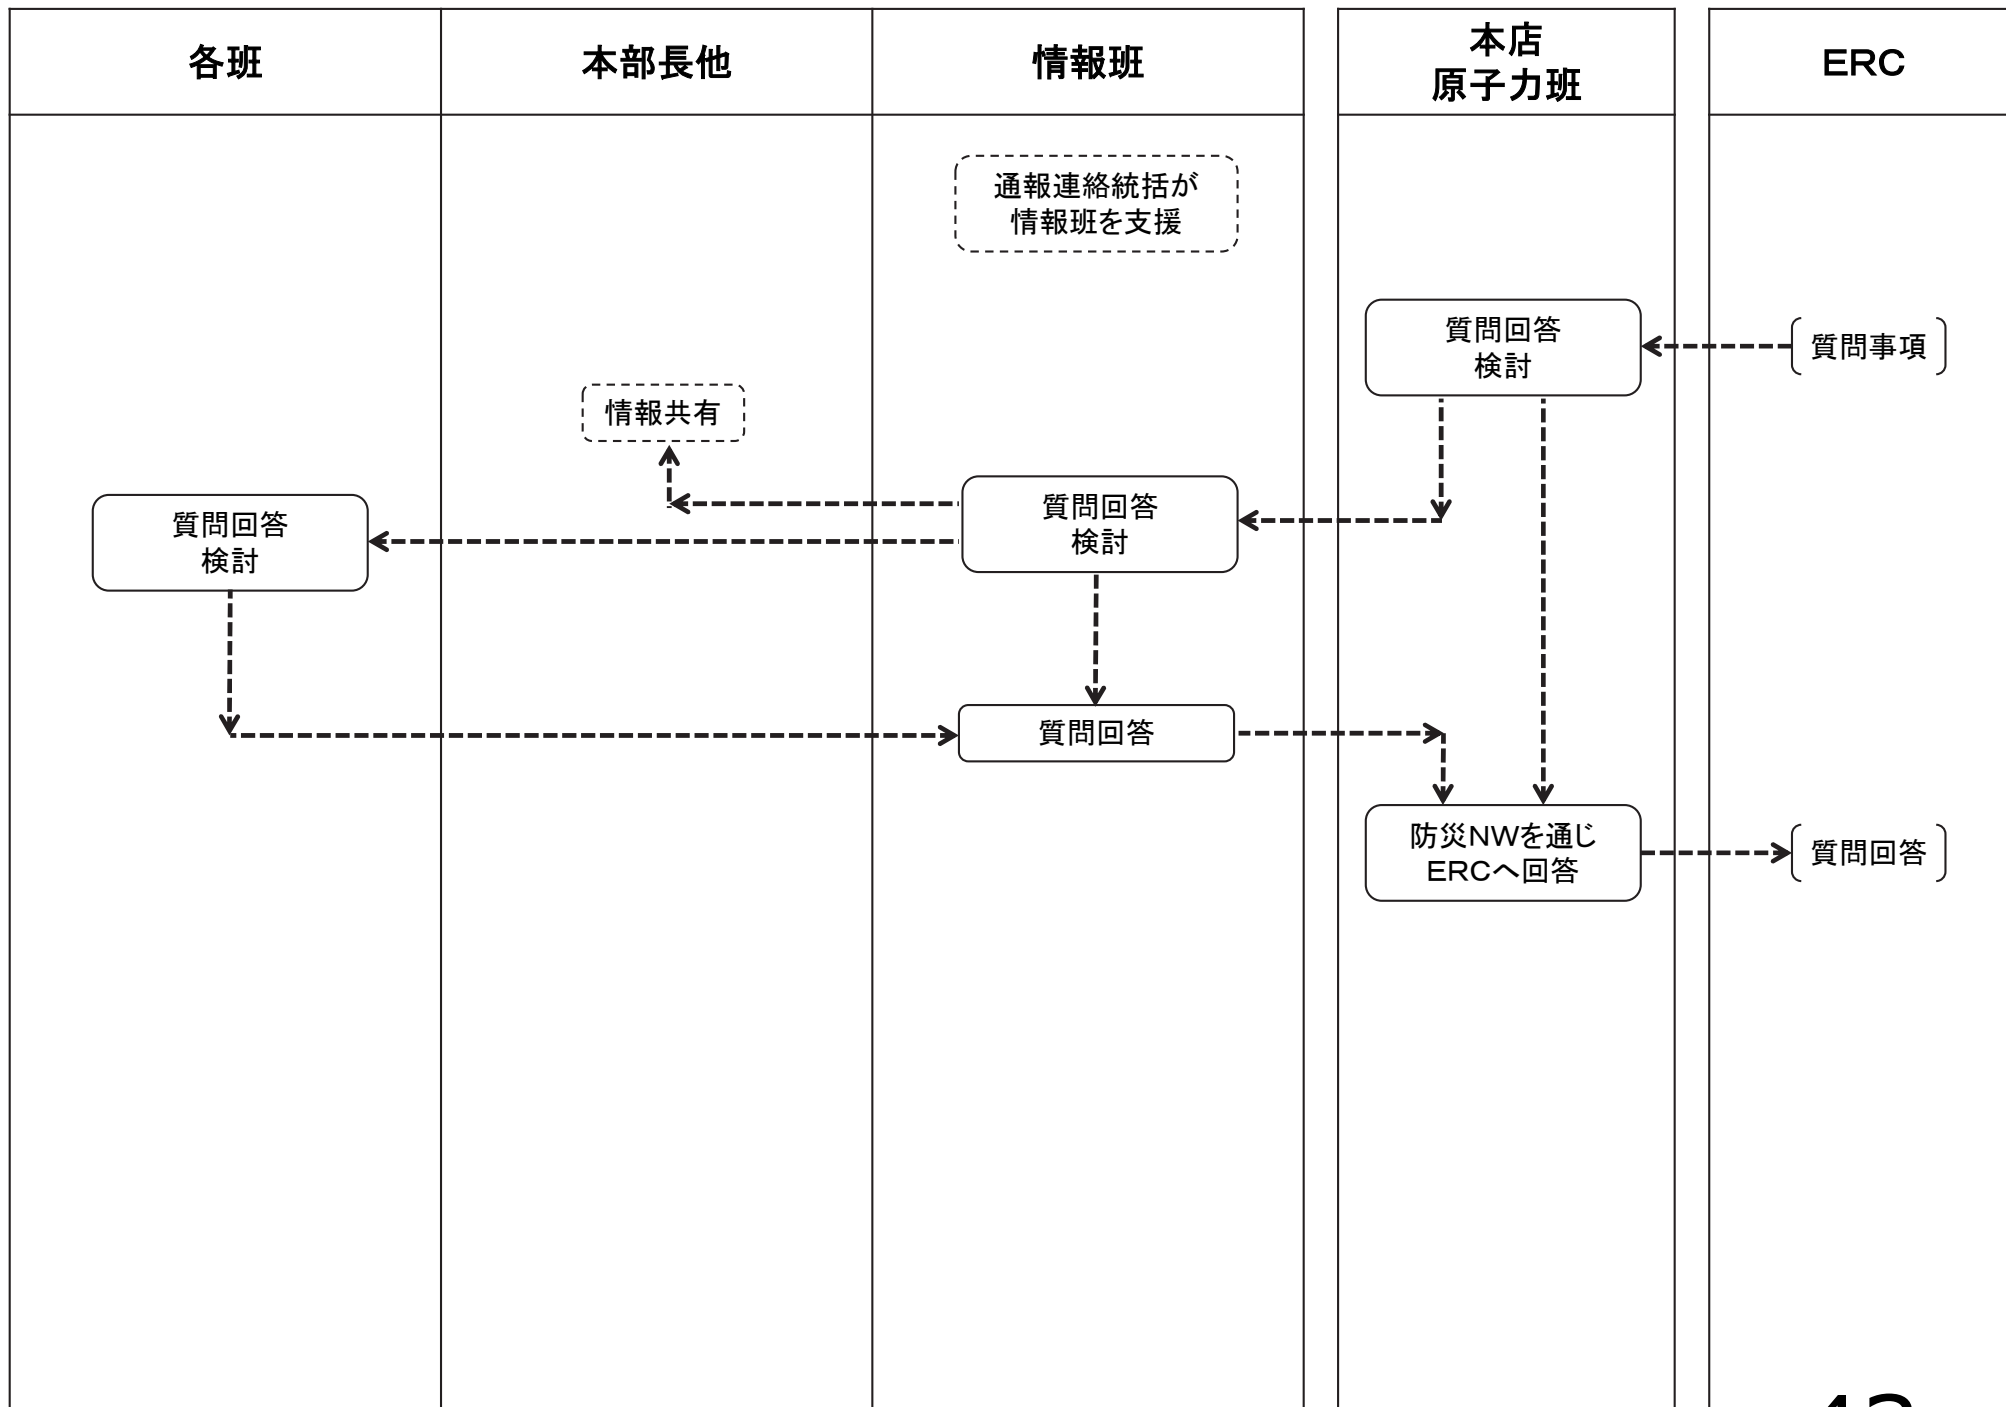 各班
本部長他
情報班
本店
原子力班
ERC
通報連絡統括が
情報班を支援
質問回答
検討
質問事項
情報共有
質問回答
検討
質問回答
検討
質問回答
防災NWを通じ
ERCへ回答
質問回答